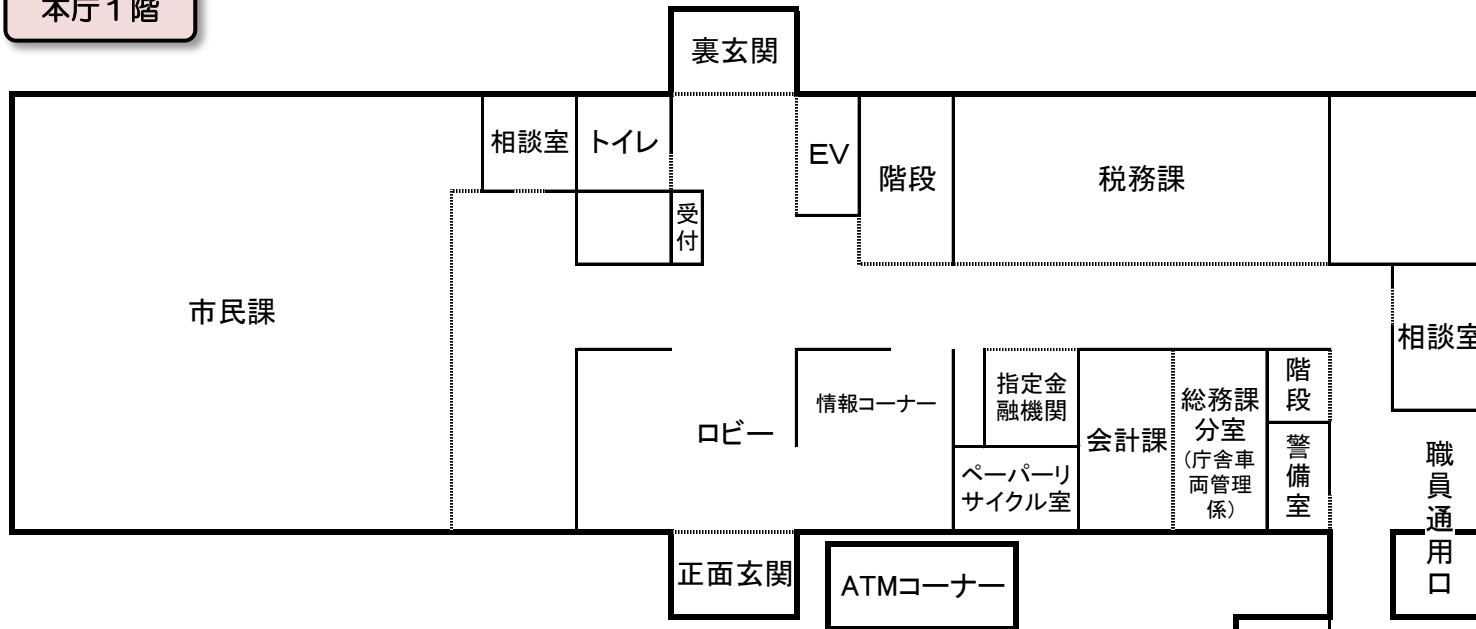 本庁１階
裏玄関
相談室
トイレ
EV
階段
税務課
受
付
市民課
相談室
指定金
融機関
情報コーナー
ロビー
会計課
総務課
分室
（庁舎車
両管理
係）
階
段
警
備
室
ペーパーリ
サイクル室
職
員
通
用
口
正面玄関
ATMコーナー